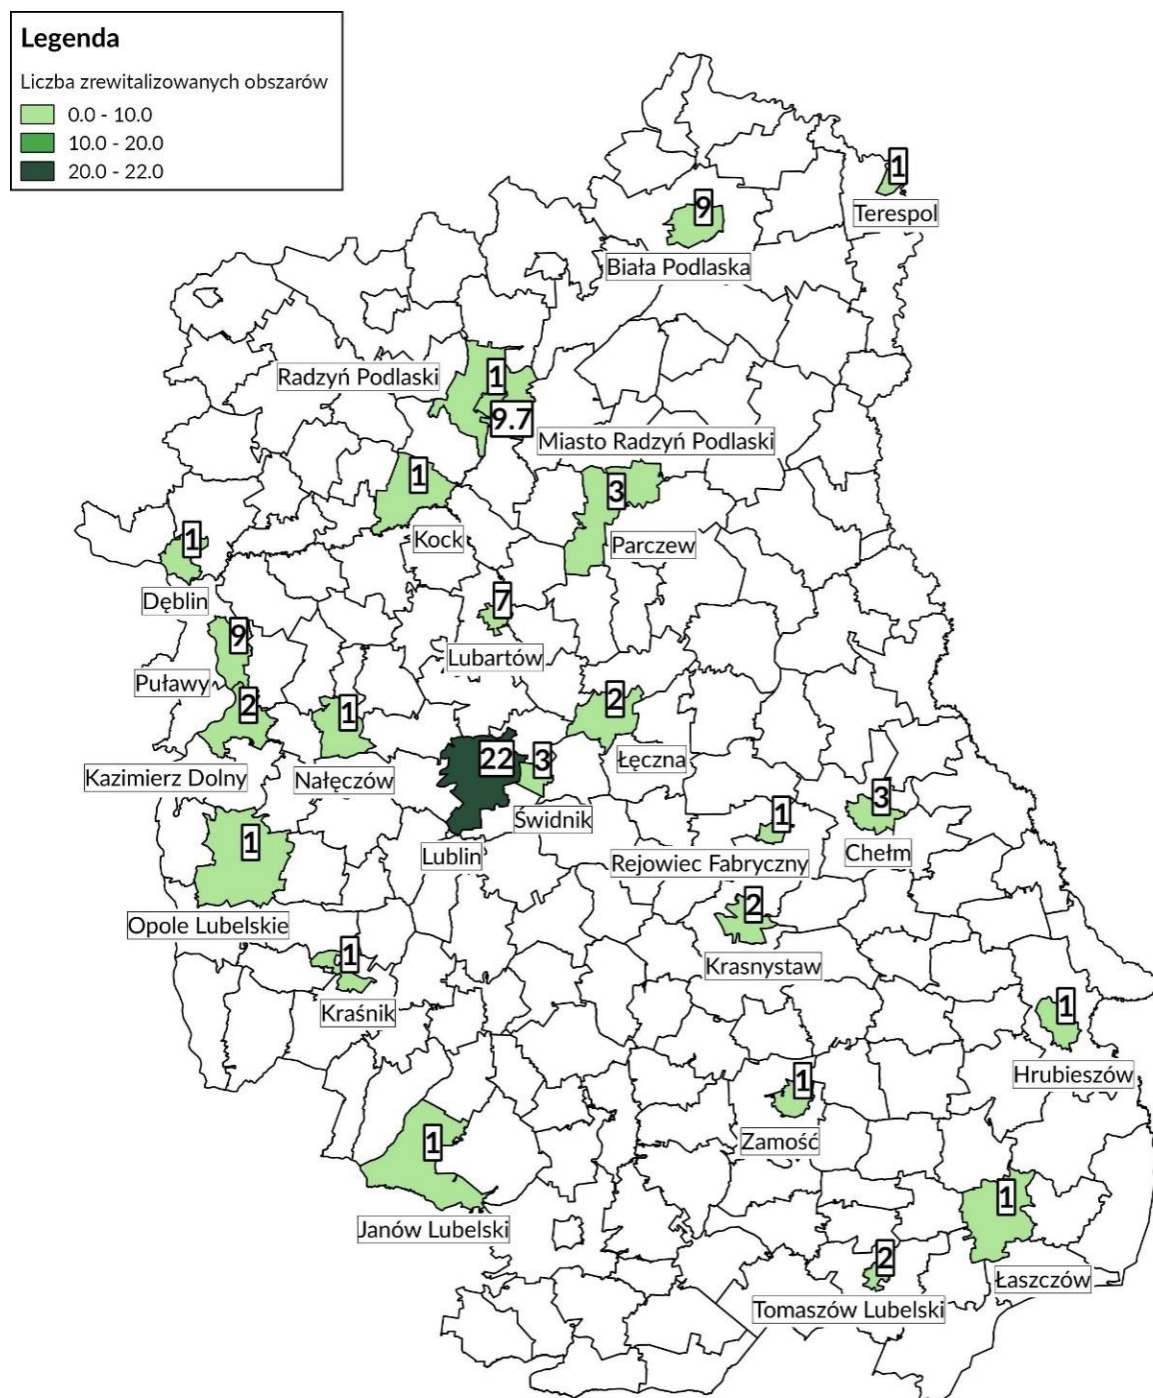 Legenda
Liczba zrewitalizowanych obszarów
0.0 - 10.0
10.0 - 20.0
20.0 - 22.0
1
Terespol
9
Biała Podlaska
Radzyń Podlaski
1
9.7
Miasto Radzyń Podlaski
1
Kock
3
Parczew
1
Dęblin
7
Lubartów
9
Puławy
2
Kazimierz Dolny
1
Nałęczów
2
Łęczna
22
Lublin
3
Świdnik
1
Rejowiec Fabryczny
3
Chełm
1
Opole Lubelskie
2
Krasnystaw
1
Kraśnik
1
Hrubieszów
1
Zamość
1
Janów Lubelski
1
Łaszczów
2
Tomaszów Lubelski